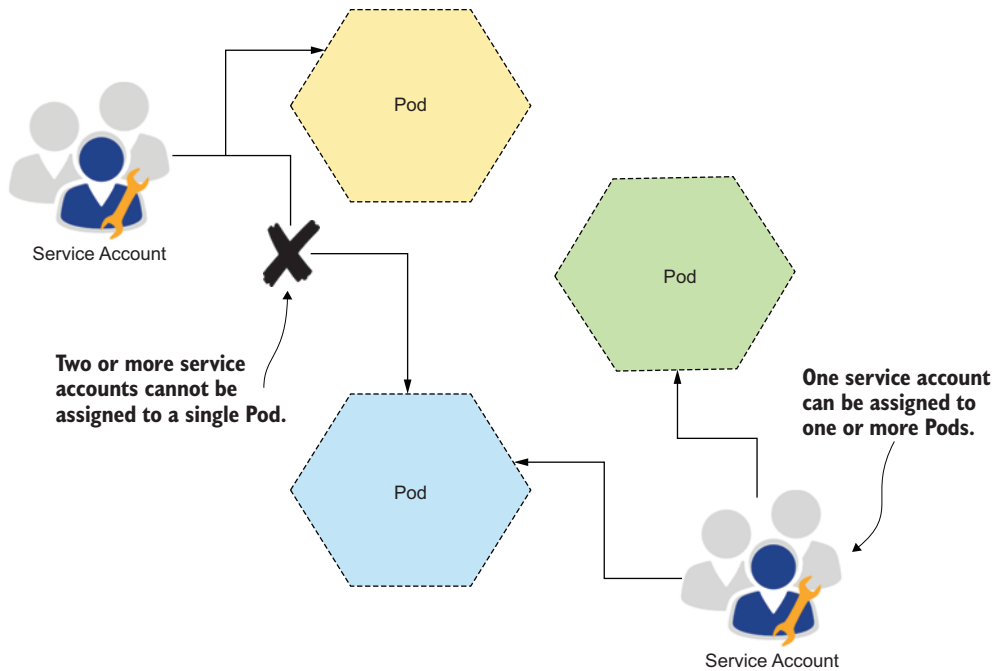 Pod
Service Account
Pod
Two or more service
accounts cannot be
assigned to a single Pod.
One service account
can be assigned to
one or more Pods.
Pod
Service Account